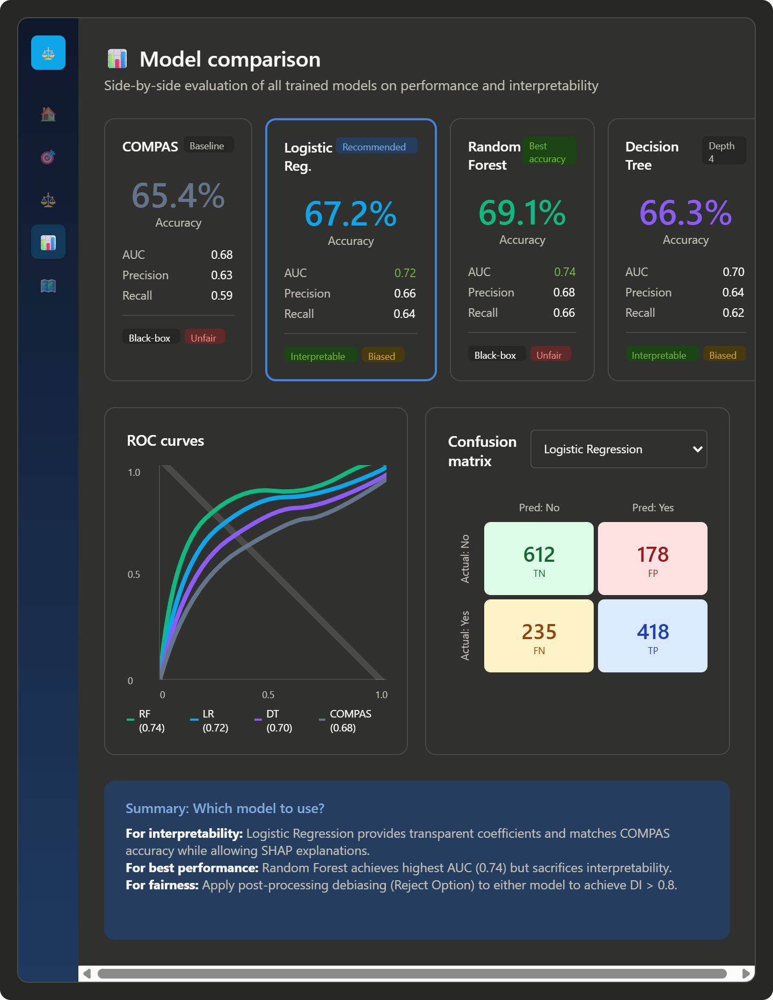 Model comparison
Side-by-side evaluation of all trained models on performance and interpretability
COMPAS
Baseline
65.4%
Accuracy
AUC 0.68
Precision 0.63
Recall 0.59
Black-box Unfair
Logistic
Reg.
Recommended
67.2%
Accuracy
AUC 0.72
Precision 0.66
Recall 0.64
Interpretable Biased
Random
Forest
Best
accuracy
69.1%
Accuracy
AUC 0.74
Precision 0.68
Recall 0.66
Black-box Unfair
Decision
Tree
Depth
4
66.3%
Accuracy
AUC 0.70
Precision 0.64
Recall 0.62
Interpretable Biased
ROC curves
1.0
0.5
0
0 0.5 1.0
RF
(0.74)
LR
(0.72)
DT
(0.70)
COMPAS
(0.68)
Confusion
matrix
Logistic Regression
Pred: No Pred: Yes
Actual: No
612
TN
178
FP
Actual: Yes
235
FN
418
TP
Summary: Which model to use?
For interpretability: Logistic Regression provides transparent coefficients and matches COMPAS
accuracy while allowing SHAP explanations.
For best performance: Random Forest achieves highest AUC (0.74) but sacrifices interpretability.
For fairness: Apply post-processing debiasing (Reject Option) to either model to achieve DI > 0.8.